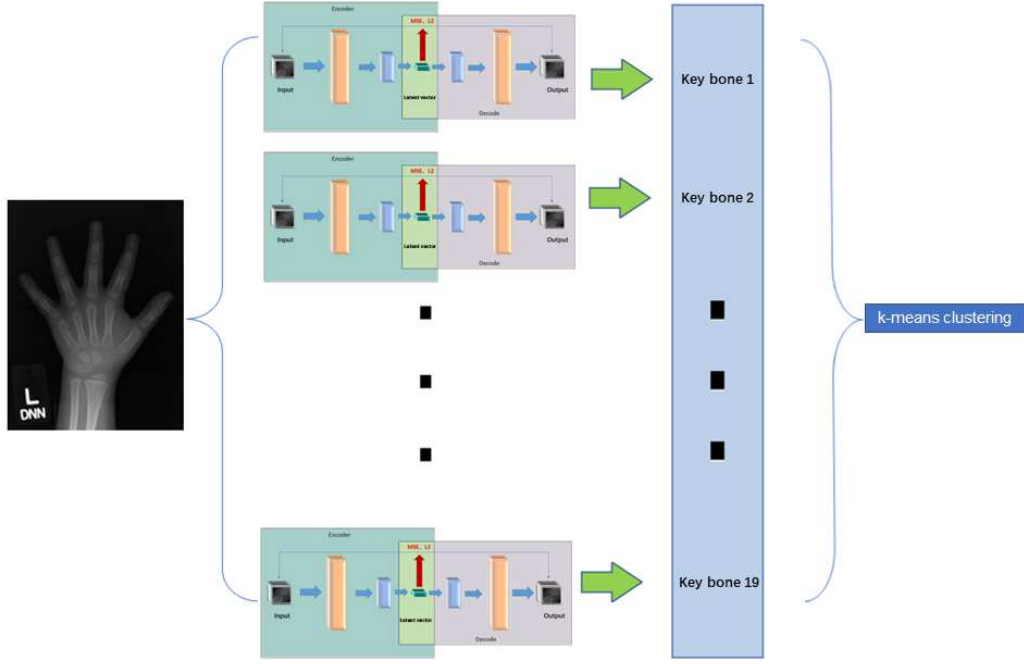 Encoder
MSE, L2
Input
Latent vector
Output
Decode
Key bone 1
Encoder
MSE, L2
Input
Latent vector
Output
Decode
Key bone 2
L
DNN
k-means clustering
Encoder
MSE, L2
Input
Latent vector
Output
Decode
Key bone 19